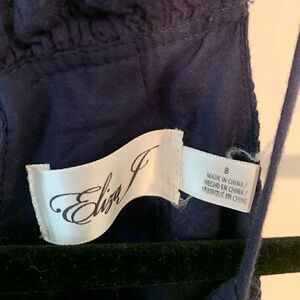 Eliza J
8
MADE IN CHINA/
HECHO EN CHINA/
FABRIQUÉ EN CHINE